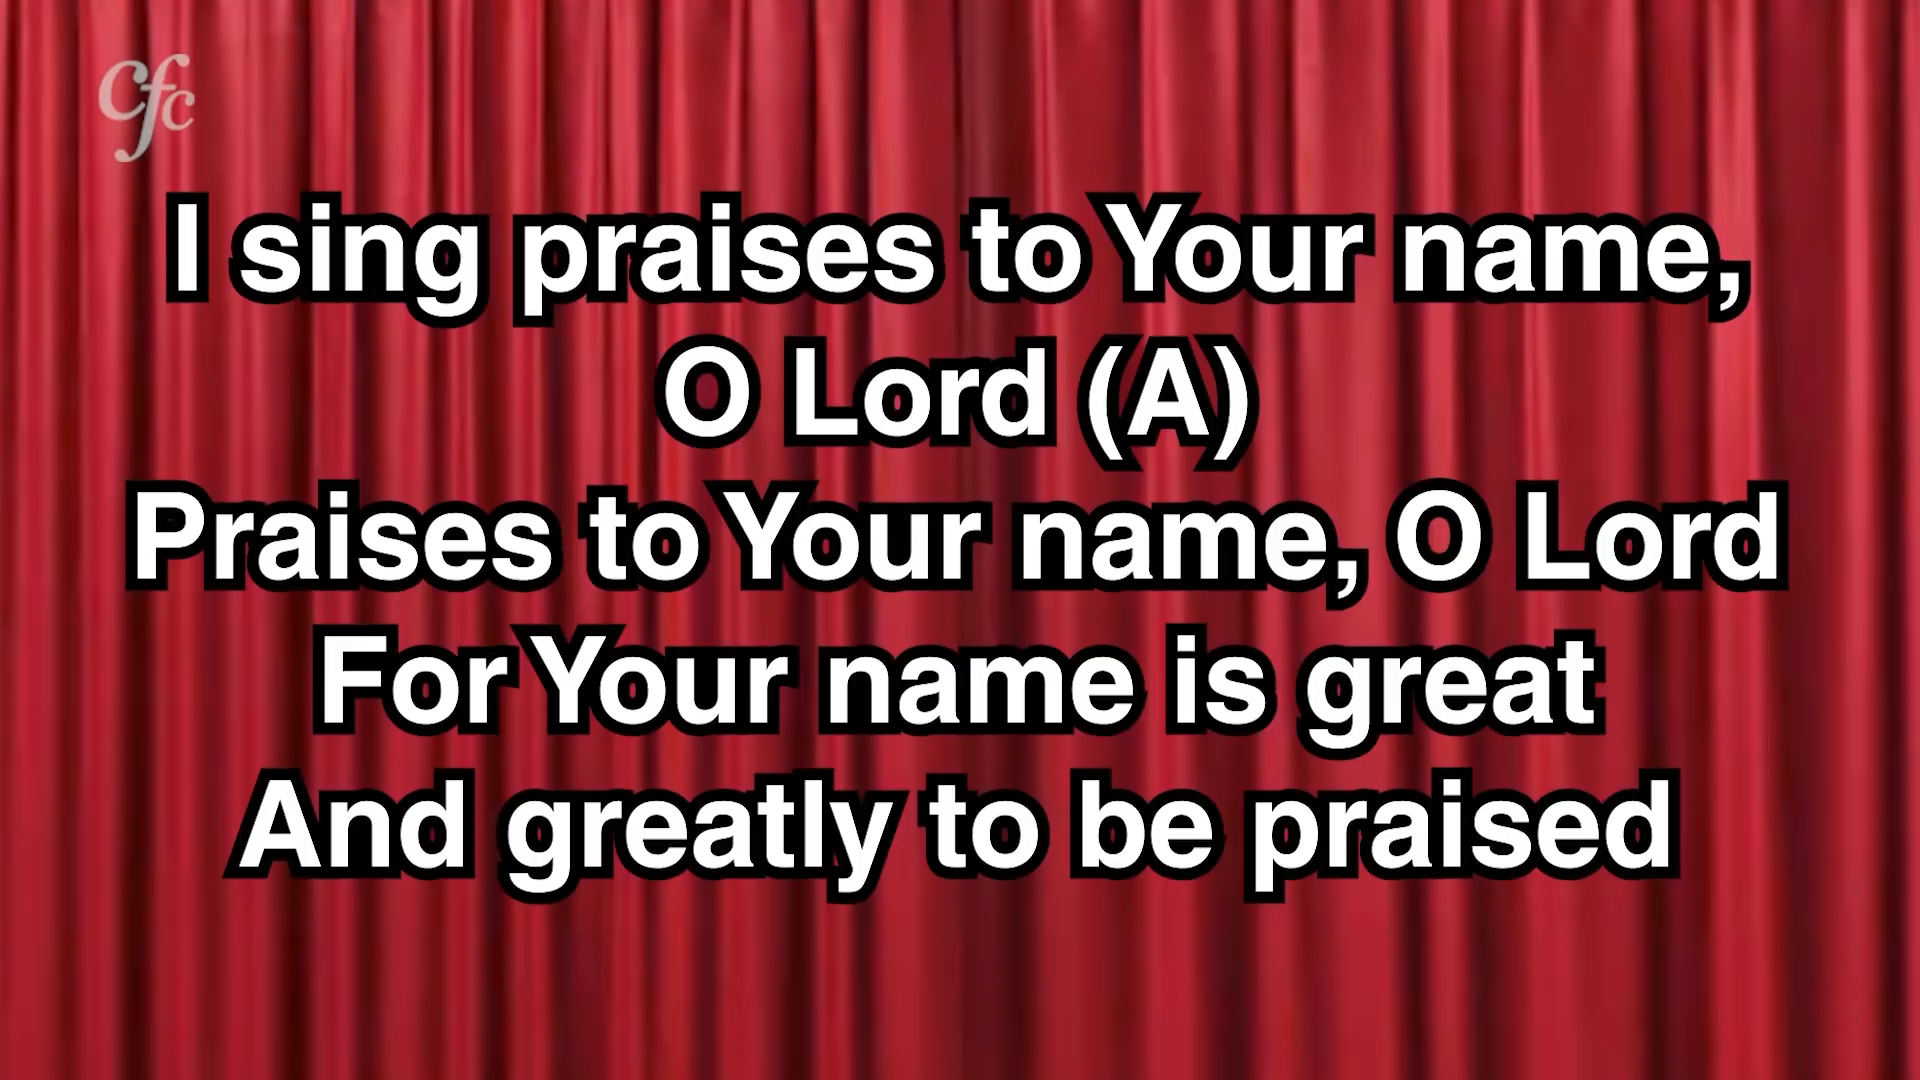 cfc
I sing praises to Your name,
O Lord (A)
Praises to Your name, O Lord
For Your name is great
And greatly to be praised